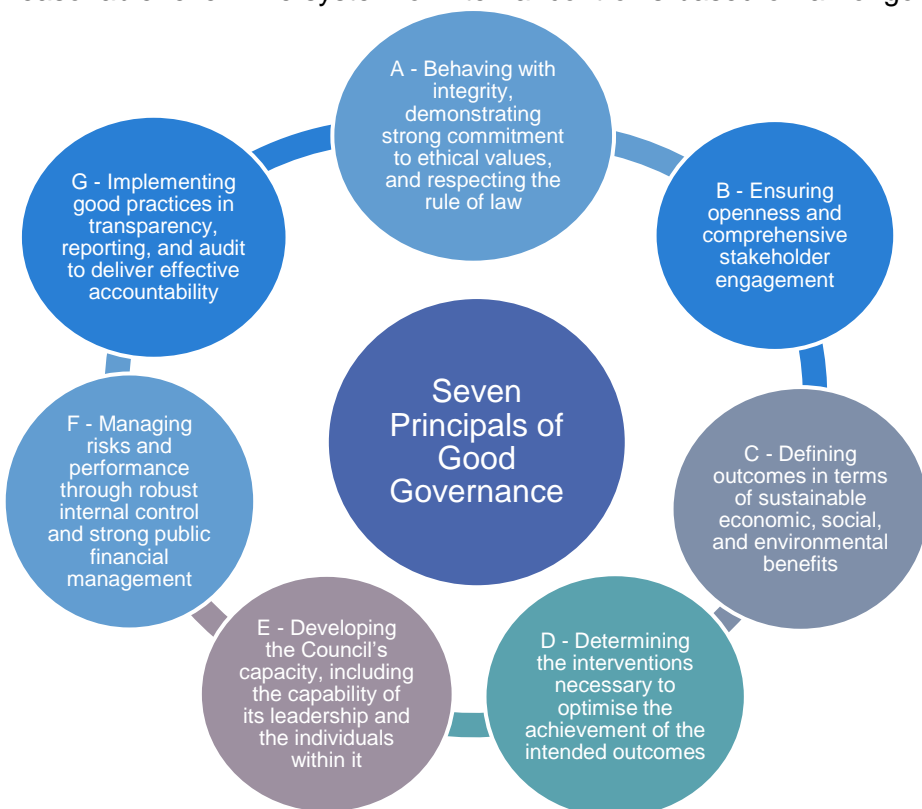 A - Behaving with
integrity,
demonstrating
strong commitment
to ethical values,
and respecting the
rule of law
B - Ensuring
openness and
comprehensive
stakeholder
engagement
C - Defining
outcomes in terms
of sustainable
economic, social,
and environmental
benefits
D - Determining
the interventions
necessary to
optimise the
achievement of the
intended outcomes
E - Developing
the Council's
capacity, including
the capability of
its leadership and
the individuals
within it
F - Managing
risks and
performance
through robust
internal control
and strong public
financial
management
G - Implementing
good practices in
transparency,
reporting, and audit
to deliver effective
accountability
Seven
Principals of
Good
Governance